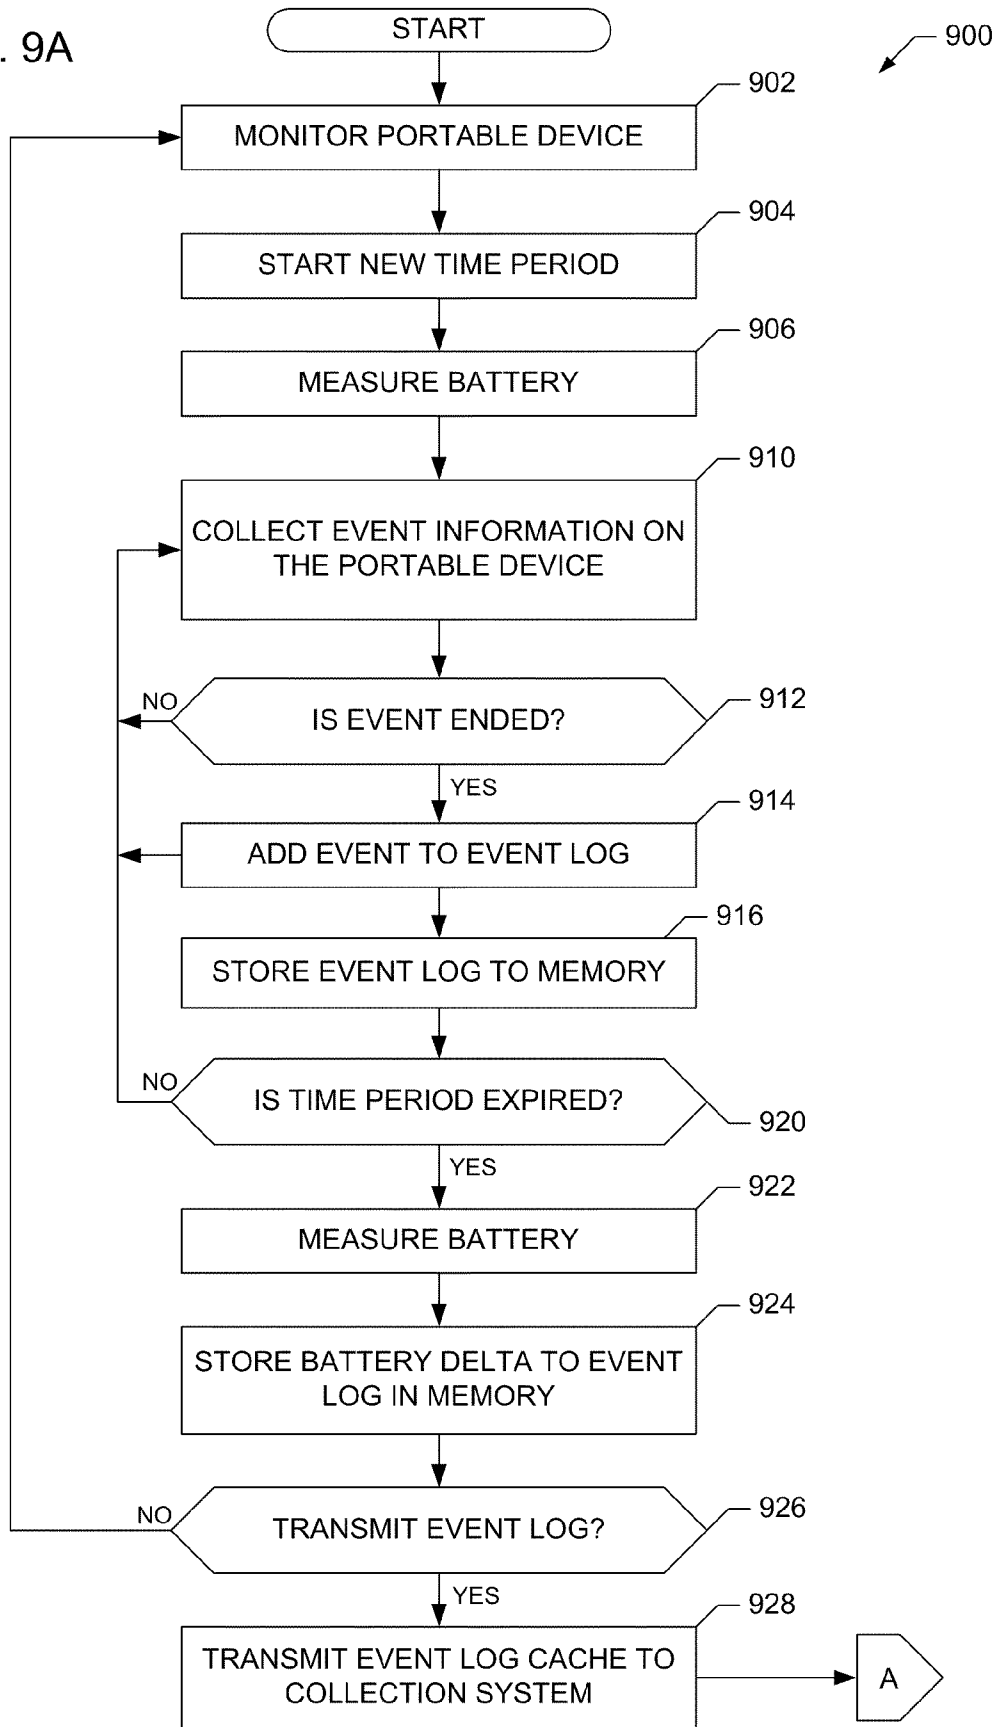 . 9A
START
900
902
MONITOR PORTABLE DEVICE
904
START NEW TIME PERIOD
906
MEASURE BATTERY
910
COLLECT EVENT INFORMATION ON
THE PORTABLE DEVICE
912
NO
IS EVENT ENDED?
YES
914
ADD EVENT TO EVENT LOG
916
STORE EVENT LOG TO MEMORY
NO
IS TIME PERIOD EXPIRED?
920
YES
922
MEASURE BATTERY
924
STORE BATTERY DELTA TO EVENT
LOG IN MEMORY
926
NO
TRANSMIT EVENT LOG?
YES
928
TRANSMIT EVENT LOG CACHE TO
COLLECTION SYSTEM
A